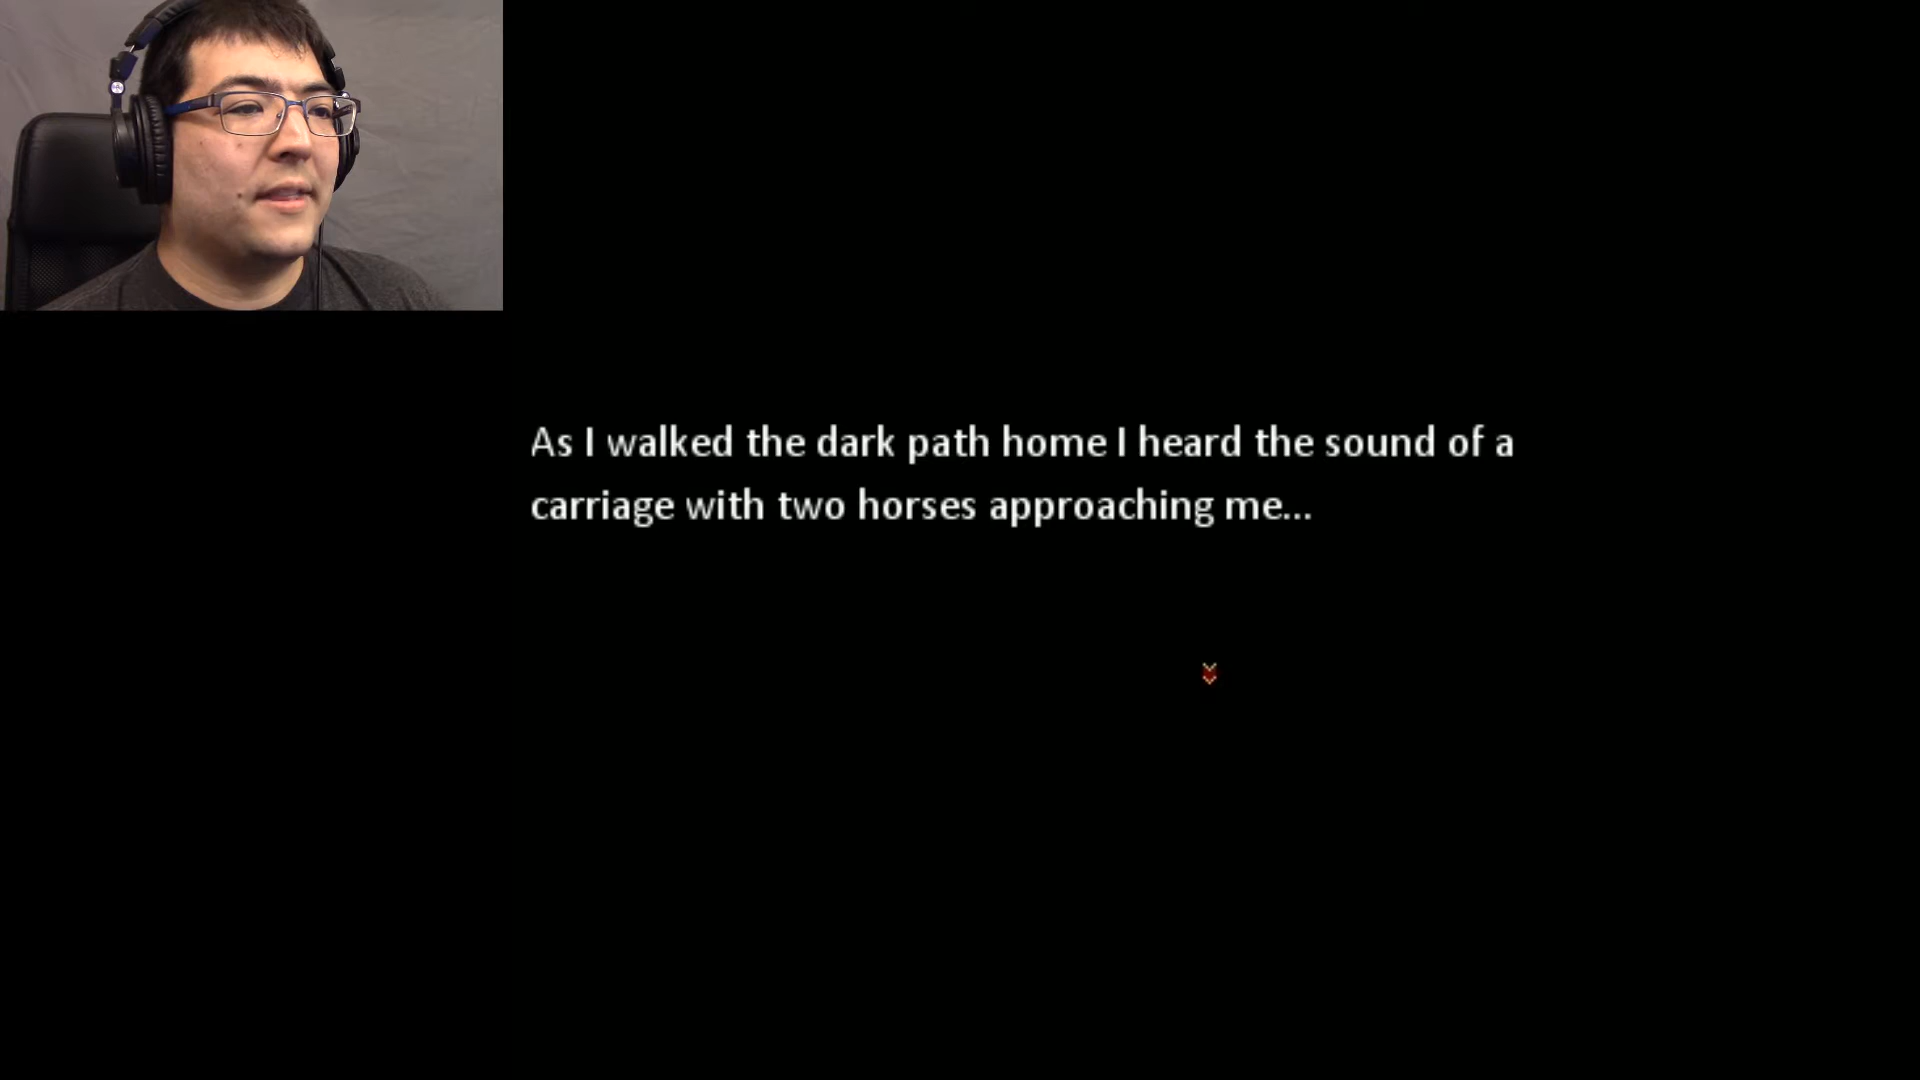 As I walked the dark path home I heard the sound of a
carriage with two horses approaching me...